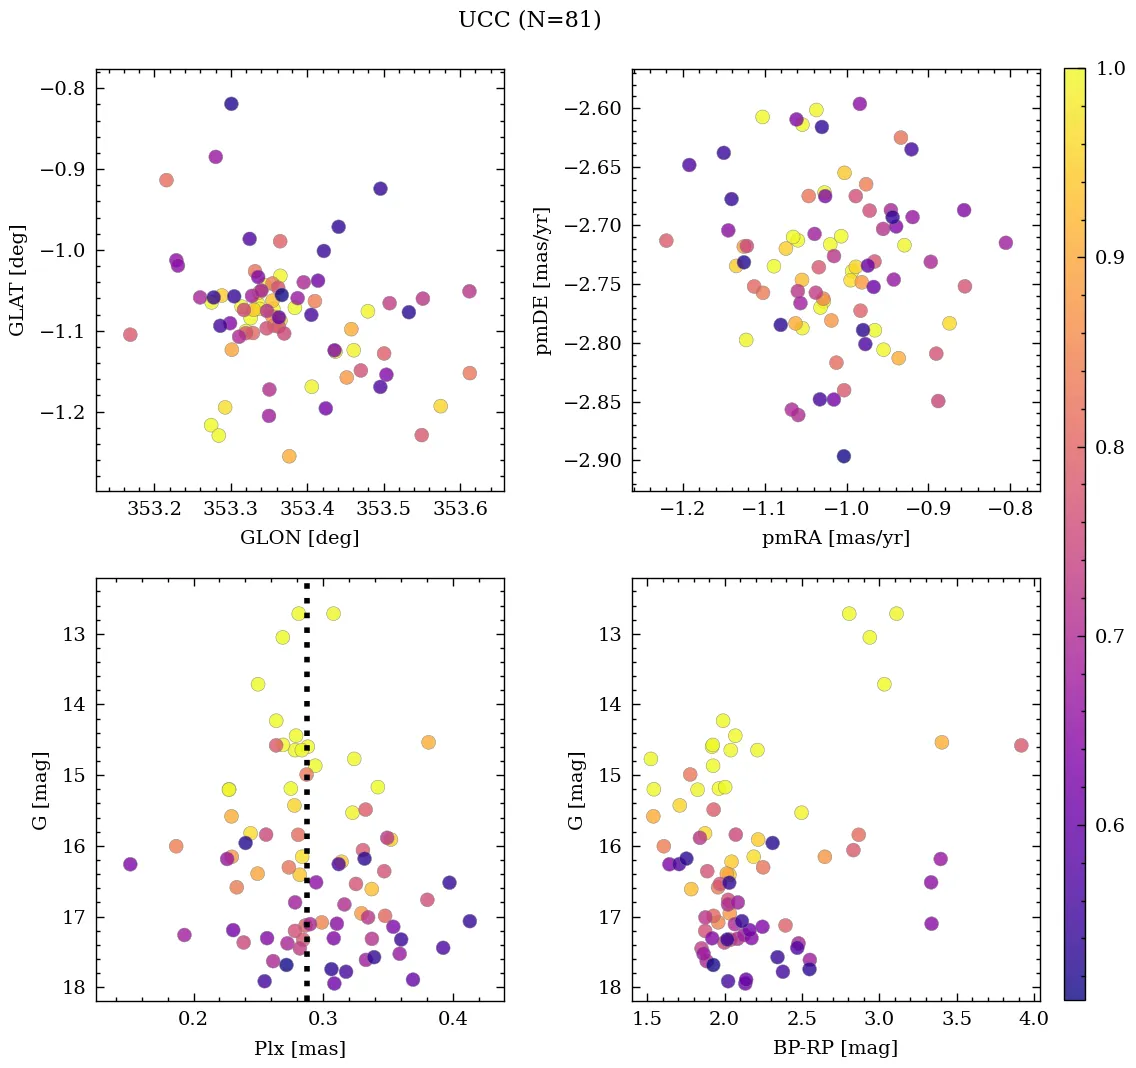 UCC (N=81)
−0.8
−0.9
−1.0
−1.1
−1.2
GLAT [deg]
353.2 353.3 353.4 353.5 353.6
GLON [deg]
−2.60
−2.65
−2.70
−2.75
−2.80
−2.85
−2.90
pmDE [mas/yr]
−1.2 −1.1 −1.0 −0.9 −0.8
pmRA [mas/yr]
1.0
0.9
0.8
0.7
0.6
13
14
15
16
17
18
G [mag]
0.2 0.3 0.4
Plx [mas]
13
14
15
16
17
18
G [mag]
1.5 2.0 2.5 3.0 3.5 4.0
BP-RP [mag]